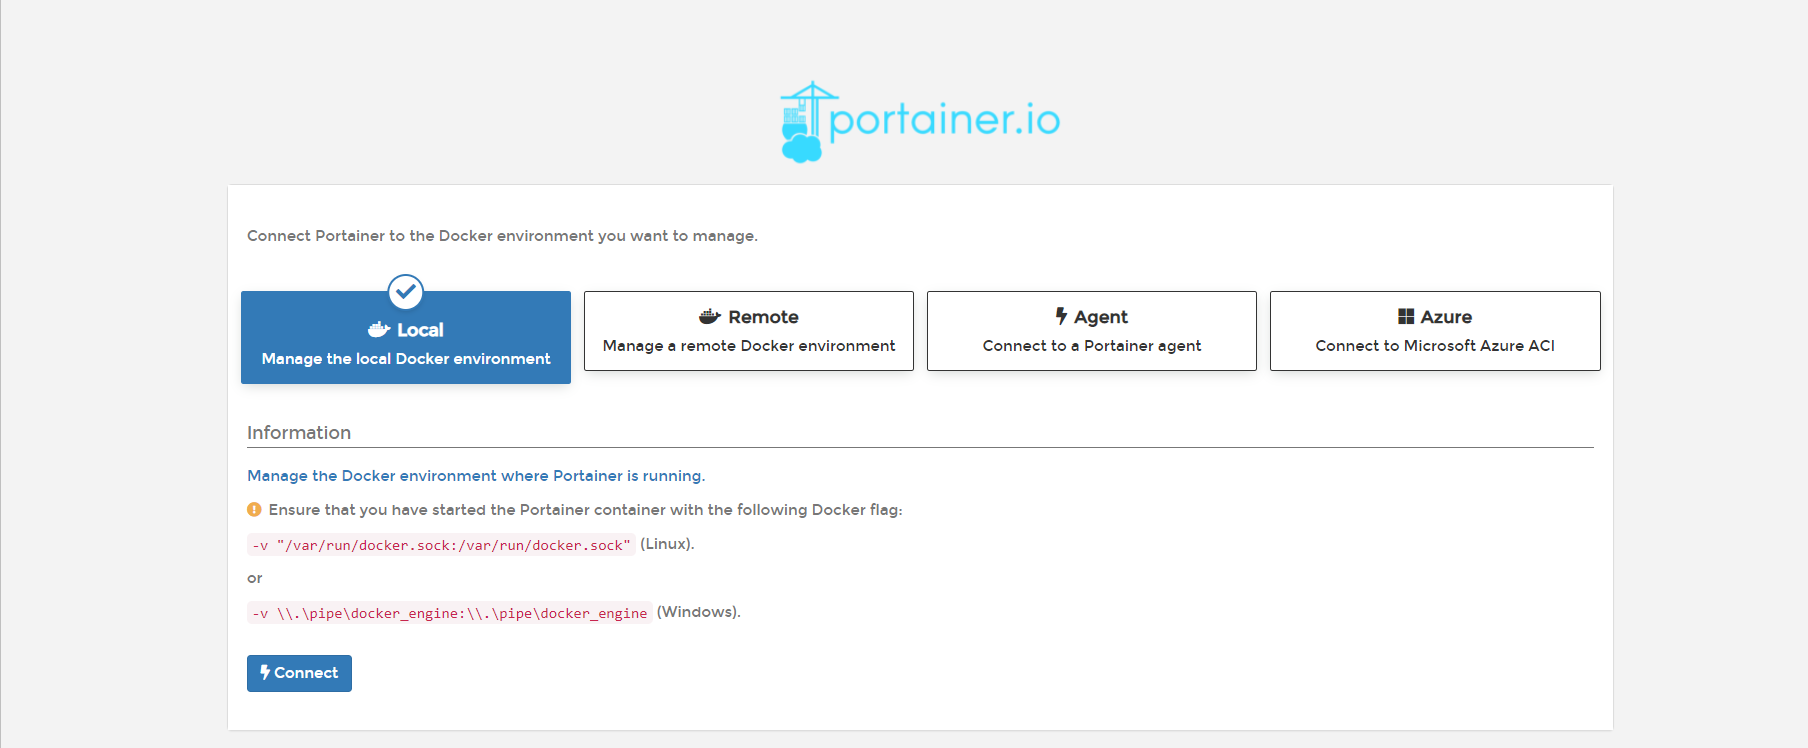 portainer.io
Connect Portainer to the Docker environment you want to manage.
Local
Manage the local Docker environment
Remote
Manage a remote Docker environment
Agent
Connect to a Portainer agent
Azure
Connect to Microsoft Azure ACI
Information
Manage the Docker environment where Portainer is running.
Ensure that you have started the Portainer container with the following Docker flag:
-v "/var/run/docker.sock:/var/run/docker.sock" (Linux).
or
-v \\.\pipe\docker_engine:\\.\pipe\docker_engine (Windows).
Connect